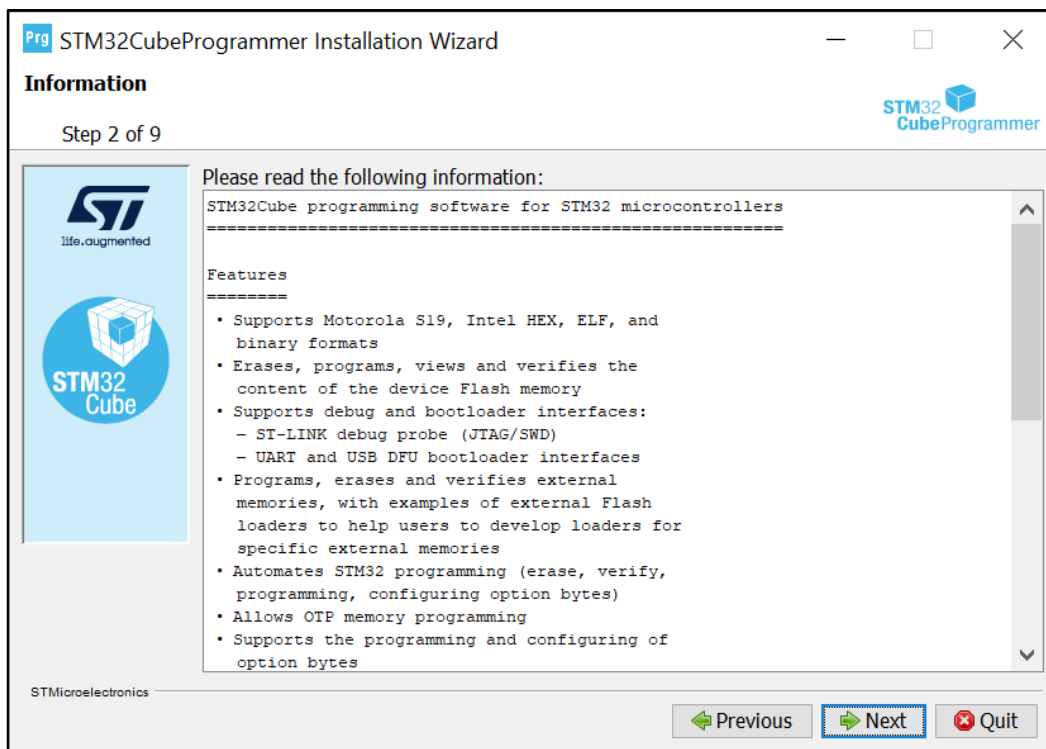 Prg STM32CubeProgrammer Installation Wizard
Information
Step 2 of 9
STM32
CubeProgrammer
ST
life.augmented
STM32
Cube
Please read the following information:
STM32Cube programming software for STM32 microcontrollers
=========================================================
Features
========
• Supports Motorola S19, Intel HEX, ELF, and
binary formats
• Erases, programs, views and verifies the
content of the device Flash memory
• Supports debug and bootloader interfaces:
– ST-LINK debug probe (JTAG/SWD)
– UART and USB DFU bootloader interfaces
• Programs, erases and verifies external
memories, with examples of external Flash
loaders to help users to develop loaders for
specific external memories
• Automates STM32 programming (erase, verify,
programming, configuring option bytes)
• Allows OTP memory programming
• Supports the programming and configuring of
option bytes
STMicroelectronics
Previous
Next
Quit